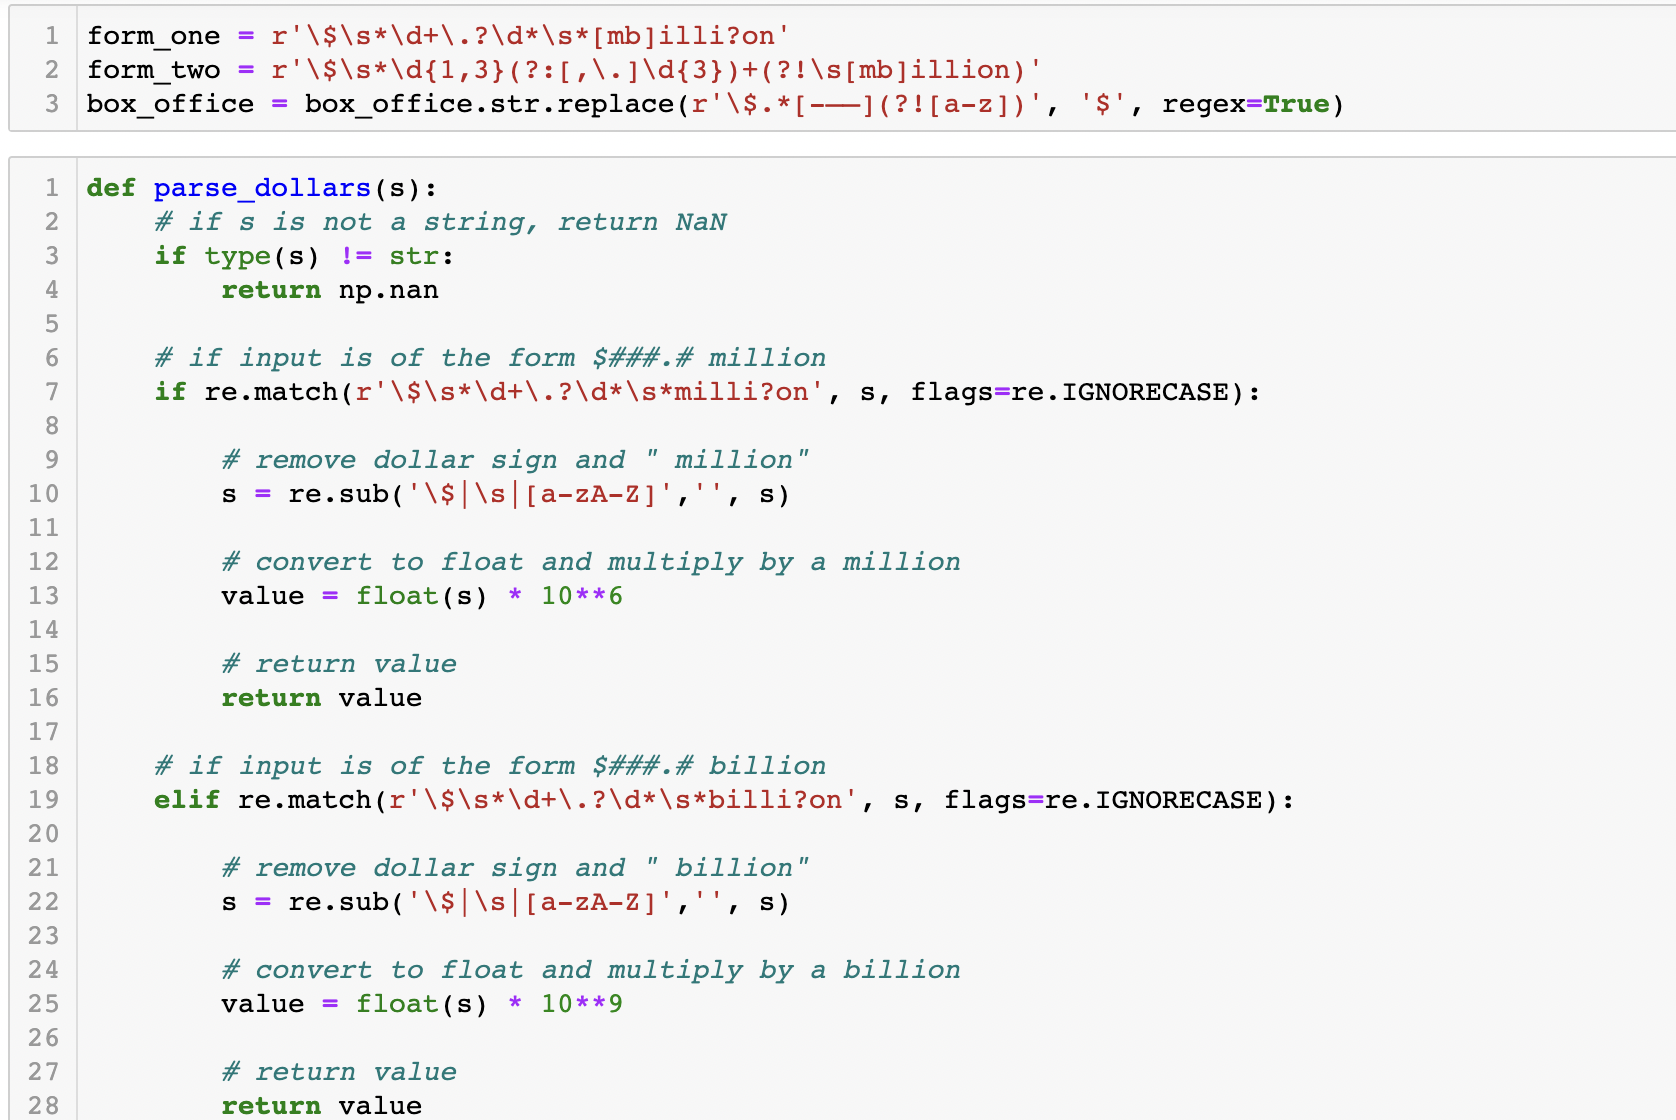 1 form_one = r'\$\s*\d+\.?\d*\s*[mb]illi?on'
2 form_two = r'\$\s*\d{1,3}(?:[,\.]\d{3})+(?!\s[mb]illion)'
3 box_office = box_office.str.replace(r'\$.*[-—–](?![a-z])', '$', regex=True)
1 def parse_dollars(s):
2     # if s is not a string, return NaN
3     if type(s) != str:
4         return np.nan
5
6     # if input is of the form $###.# million
7     if re.match(r'\$\s*\d+\.?\d*\s*milli?on', s, flags=re.IGNORECASE):
8
9         # remove dollar sign and " million"
10         s = re.sub('\$|\s|[a-zA-Z]','', s)
11
12         # convert to float and multiply by a million
13         value = float(s) * 10**6
14
15         # return value
16         return value
17
18     # if input is of the form $###.# billion
19     elif re.match(r'\$\s*\d+\.?\d*\s*billi?on', s, flags=re.IGNORECASE):
20
21         # remove dollar sign and " billion"
22         s = re.sub('\$|\s|[a-zA-Z]','', s)
23
24         # convert to float and multiply by a billion
25         value = float(s) * 10**9
26
27         # return value
28         return value